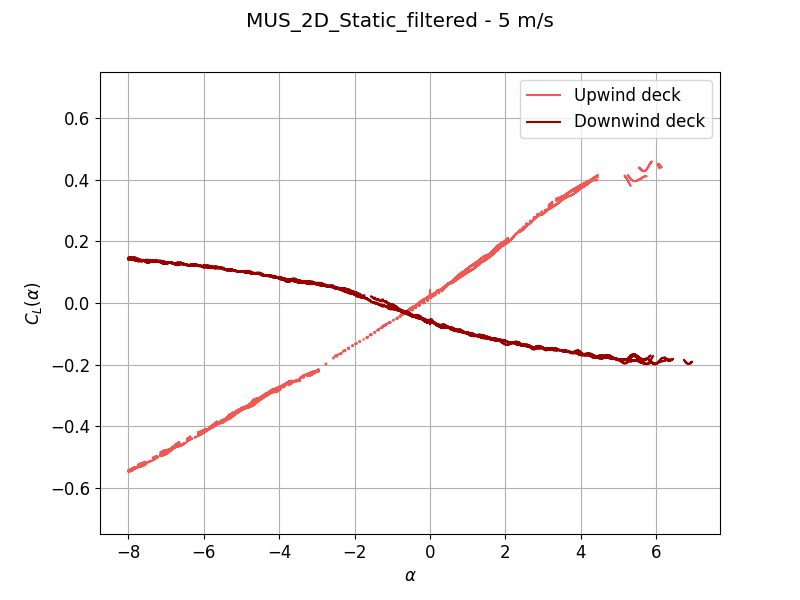 MUS_2D_Static_filtered - 5 m/s
Upwind deck
Downwind deck
0.6
0.4
0.2
0.0
−0.2
−0.4
−0.6
C_L(α)
−8 −6 −4 −2 0 2 4 6
α